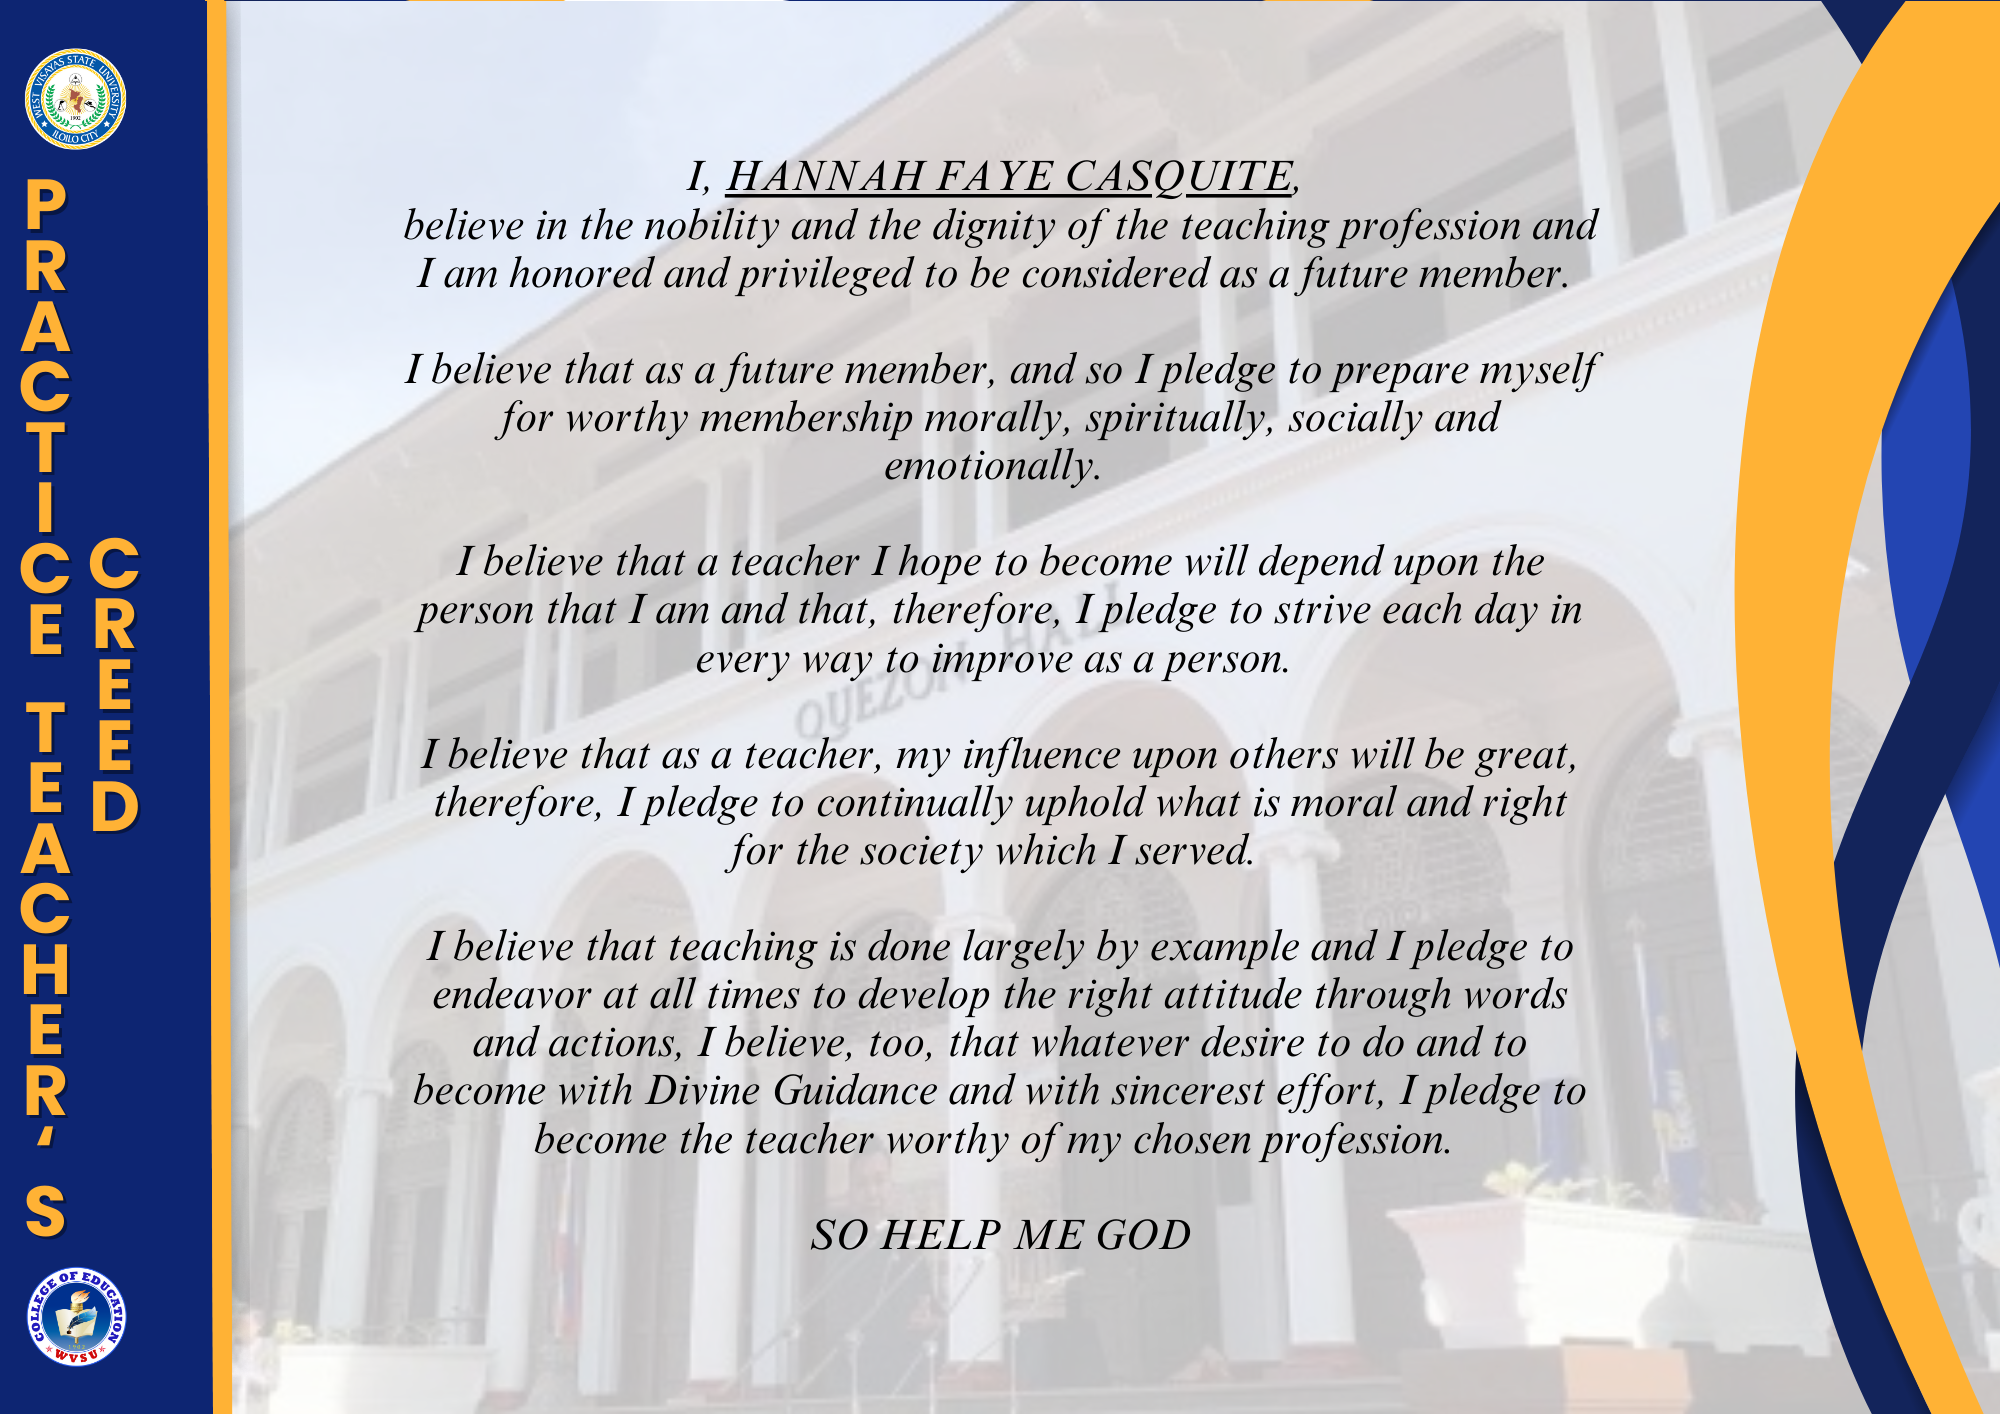 WEST VISAYAS STATE UNIVERSITY
1902
ILOILO CITY
PRACTICE TEACHER'S
CREED
I, HANNAH FAYE CASQUITE,
believe in the nobility and the dignity of the teaching profession and
I am honored and privileged to be considered as a future member.
I believe that as a future member, and so I pledge to prepare myself
for worthy membership morally, spiritually, socially and
emotionally.
I believe that a teacher I hope to become will depend upon the
person that I am and that, therefore, I pledge to strive each day in
every way to improve as a person.
I believe that as a teacher, my influence upon others will be great,
therefore, I pledge to continually uphold what is moral and right
for the society which I served.
I believe that teaching is done largely by example and I pledge to
endeavor at all times to develop the right attitude through words
and actions, I believe, too, that whatever desire to do and to
become with Divine Guidance and with sincerest effort, I pledge to
become the teacher worthy of my chosen profession.
SO HELP ME GOD
QUEZON HALL
COLLEGE OF EDUCATION
1902
WVSU